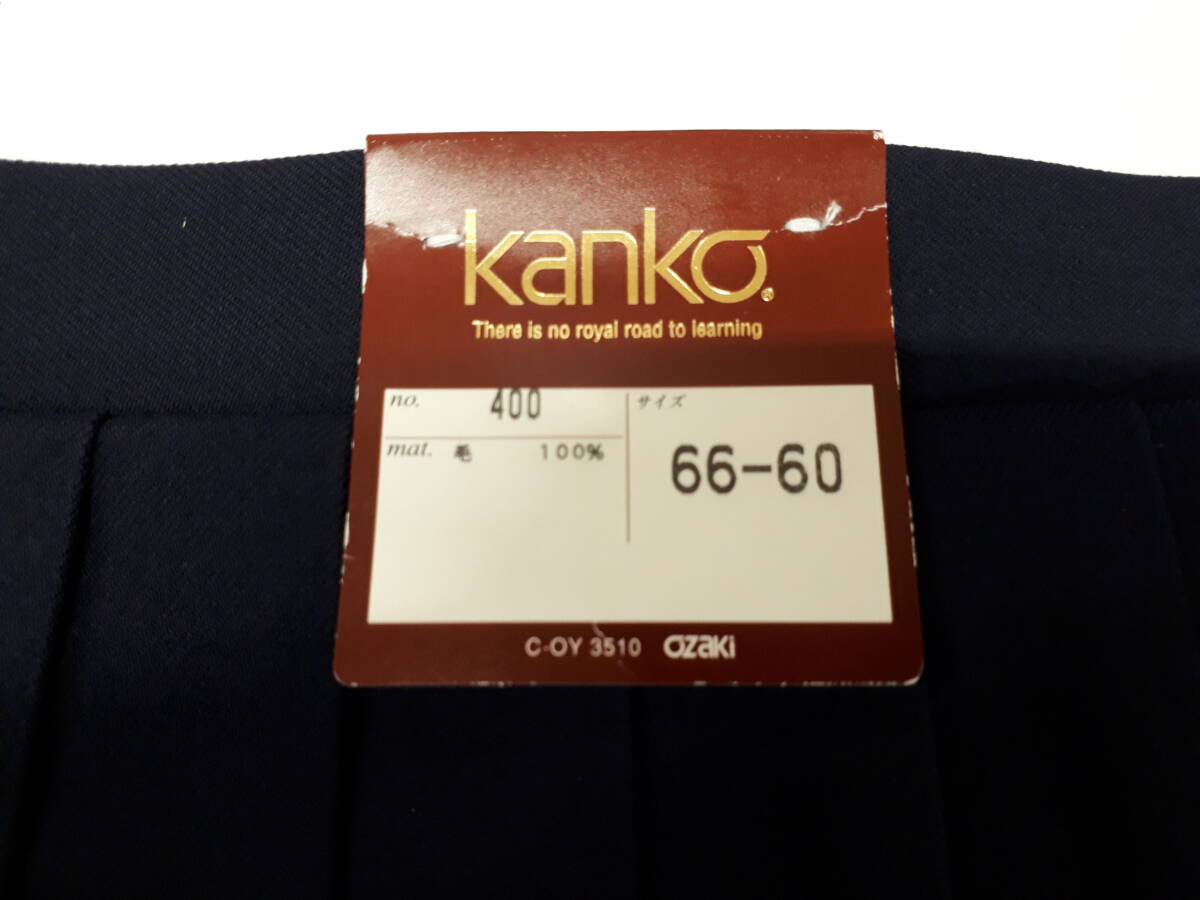 kanko®
There is no royal road to learning
no. 400
mat. 毛 100%
サイズ
66-60
C-OY 3510 OZAKI